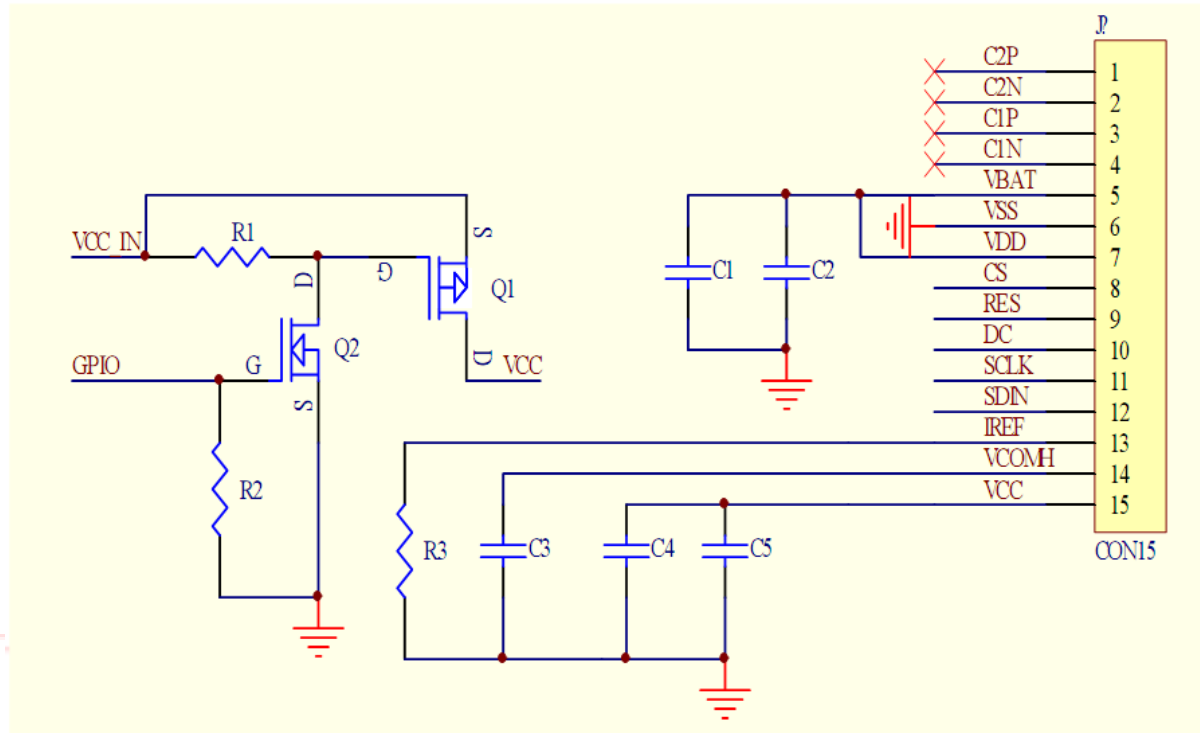 J?
C2P 1
C2N 2
C1P 3
C1N 4
VBAT 5
VSS 6
VDD 7
CS 8
RES 9
DC 10
SCLK 11
SDIN 12
IREF 13
VCOMH 14
VCC 15
CON15
VCC_IN
R1
S
D
G
Q1
D
VCC
GPIO
G
Q2
S
R2
C1
C2
R3
C3
C4
C5